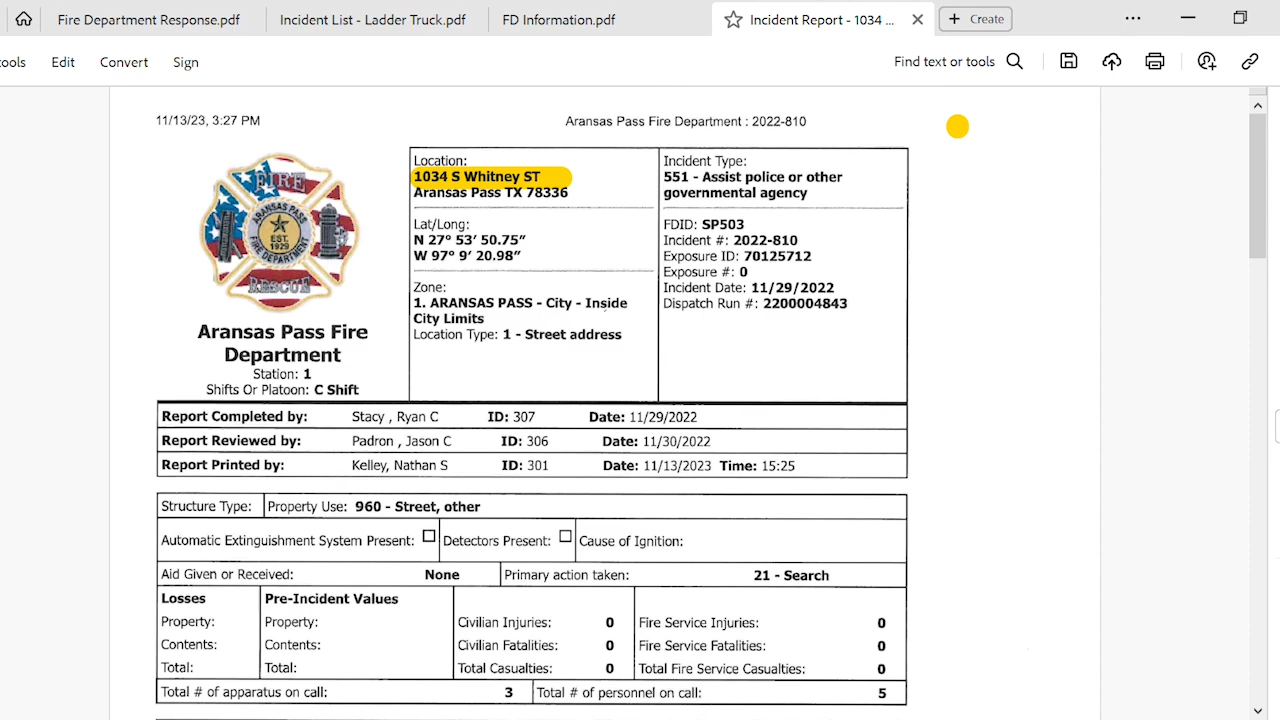 Fire Department Response.pdf
Incident List - Ladder Truck.pdf
FD Information.pdf
Incident Report - 1034 ...
Create
ools
Edit
Convert
Sign
Find text or tools
11/13/23, 3:27 PM
Aransas Pass Fire Department : 2022-810
FIRE
ARANSAS PASS
EST.
1929
FIRE DEPARTMENT
RESCUE
Aransas Pass Fire
Department
Station: 1
Shifts Or Platoon: C Shift
Location:
1034 S Whitney ST
Aransas Pass TX 78336
Lat/Long:
N 27° 53' 50.75"
W 97° 9' 20.98"
Zone:
1. ARANSAS PASS - City - Inside
City Limits
Location Type: 1 - Street address
Incident Type:
551 - Assist police or other
governmental agency
FDID: SP503
Incident #: 2022-810
Exposure ID: 70125712
Exposure #: 0
Incident Date: 11/29/2022
Dispatch Run #: 2200004843
Report Completed by: Stacy , Ryan C ID: 307 Date: 11/29/2022
Report Reviewed by: Padron , Jason C ID: 306 Date: 11/30/2022
Report Printed by: Kelley, Nathan S ID: 301 Date: 11/13/2023 Time: 15:25
Structure Type: Property Use: 960 - Street, other
Automatic Extinguishment System Present: Detectors Present: Cause of Ignition:
Aid Given or Received: None Primary action taken: 21 - Search
Losses Pre-Incident Values
Property: Property: Civilian Injuries: 0 Fire Service Injuries: 0
Contents: Contents: Civilian Fatalities: 0 Fire Service Fatalities: 0
Total: Total: Total Casualties: 0 Total Fire Service Casualties: 0
Total # of apparatus on call: 3 Total # of personnel on call: 5